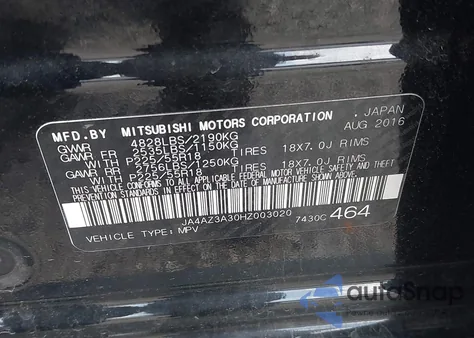 MFD.BY MITSUBISHI MOTORS CORPORATION, JAPAN
GVWR 4828LBS/2190KG AUG 2016
GAWR FR 2535LBS/1150KG
WITH P225/55R18 TIRES, 18X7.0J RIMS
GAWR RR 2756LBS/1250KG
WITH P225/55R18 TIRES, 18X7.0J RIMS
THIS VEHICLE CONFORMS TO ALL APPLICABLE
FEDERAL MOTOR VEHICLE SAFETY AND THEFT
PREVENTION STANDARDS IN EFFECT ON THE DATE OF
MANUFACTURE SHOWN ABOVE.
JA4AZ3A30HZ003020 7430C 464
VEHICLE TYPE: MPV
autoSnap